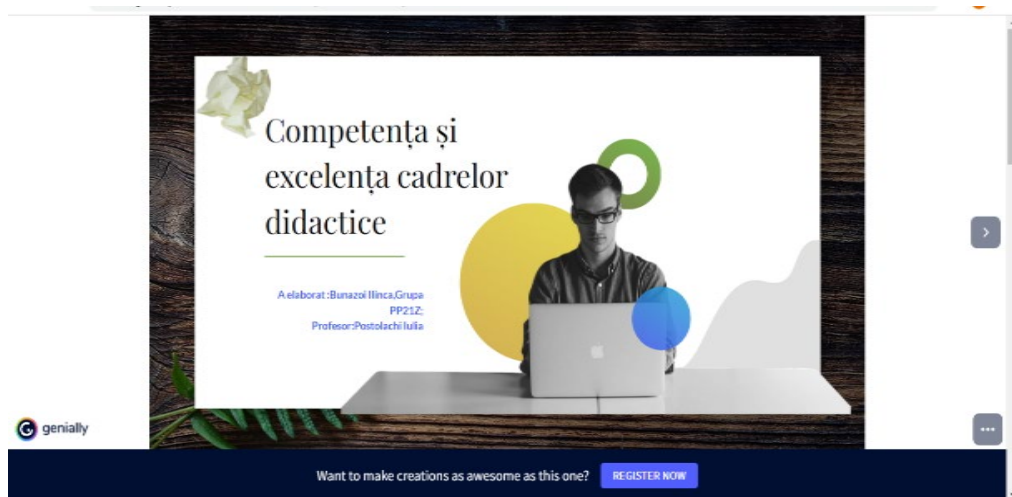 Competența și
excelența cadrelor
didactice
A elaborat :Bunazoi Ilinca,Grupa
PP21Z;
Profesor:Postolachi Iulia
genially
Want to make creations as awesome as this one?
REGISTER NOW